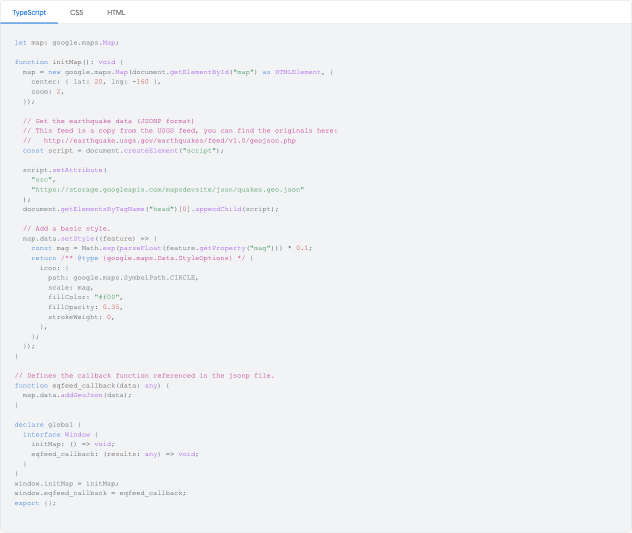 TypeScript CSS HTML
let map: google.maps.Map;
function initMap(): void {
  map = new google.maps.Map(document.getElementById("map") as HTMLElement, {
    center: { lat: 20, lng: -160 },
    zoom: 2,
  });
  // Get the earthquake data (JSONP format)
  // This feed is a copy from the USGS feed, you can find the originals here:
  //   http://earthquake.usgs.gov/earthquakes/feed/v1.0/geojson.php
  const script = document.createElement("script");
  script.setAttribute(
    "src",
    "https://storage.googleapis.com/mapsdevsite/json/quakes.geo.json"
  );
  document.getElementsByTagName("head")[0].appendChild(script);
  // Add a basic style.
  map.data.setStyle((feature) => {
    const mag = Math.exp(parseFloat(feature.getProperty("mag"))) * 0.1;
    return /** @type {google.maps.Data.StyleOptions} */ {
      icon: {
        path: google.maps.SymbolPath.CIRCLE,
        scale: mag,
        fillColor: "#f00",
        fillOpacity: 0.35,
        strokeWeight: 0,
      },
    };
  });
}
// Defines the callback function referenced in the jsonp file.
function eqfeed_callback(data: any) {
  map.data.addGeoJson(data);
}
declare global {
  interface Window {
    initMap: () => void;
    eqfeed_callback: (results: any) => void;
  }
}
window.initMap = initMap;
window.eqfeed_callback = eqfeed_callback;
export {};